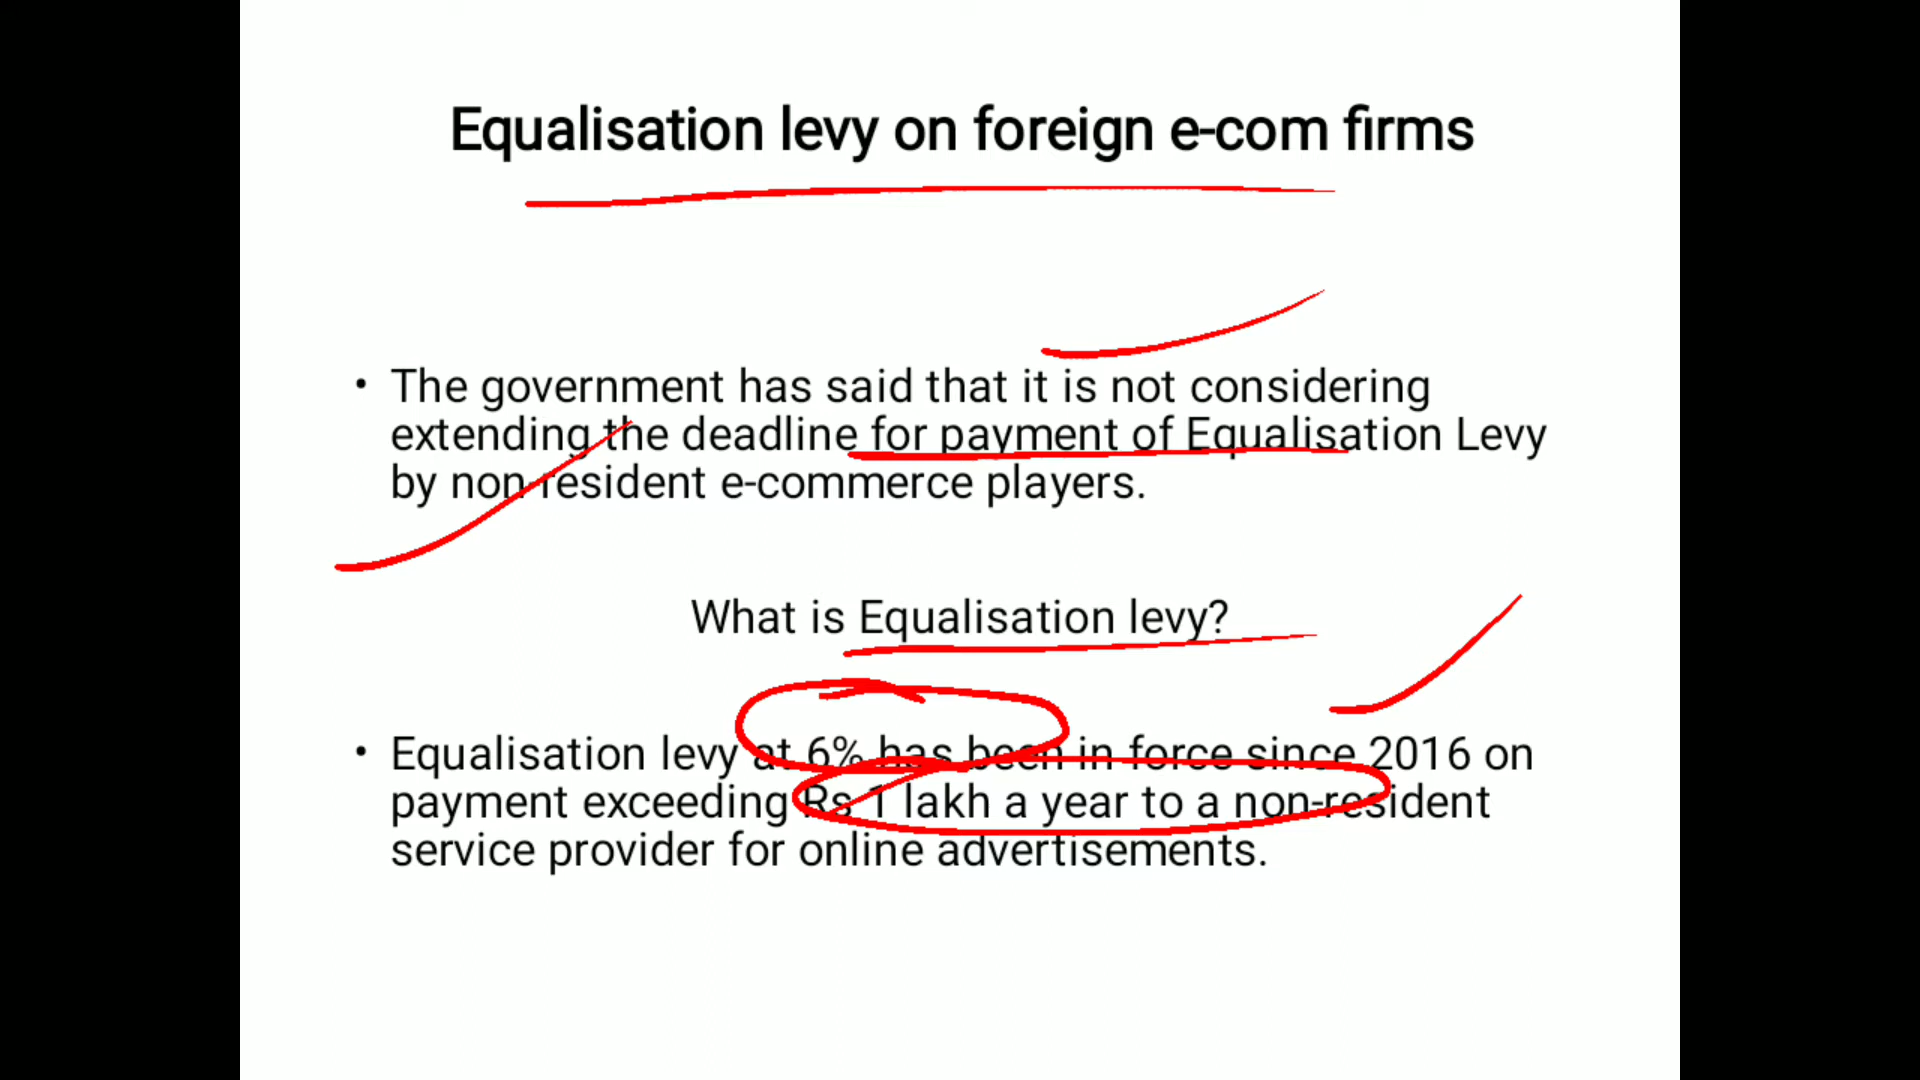 Equalisation levy on foreign e-com firms
• The government has said that it is not considering
extending the deadline for payment of Equalisation Levy
by non-resident e-commerce players.
What is Equalisation levy?
• Equalisation levy at 6% has been in force since 2016 on
payment exceeding Rs 1 lakh a year to a non-resident
service provider for online advertisements.